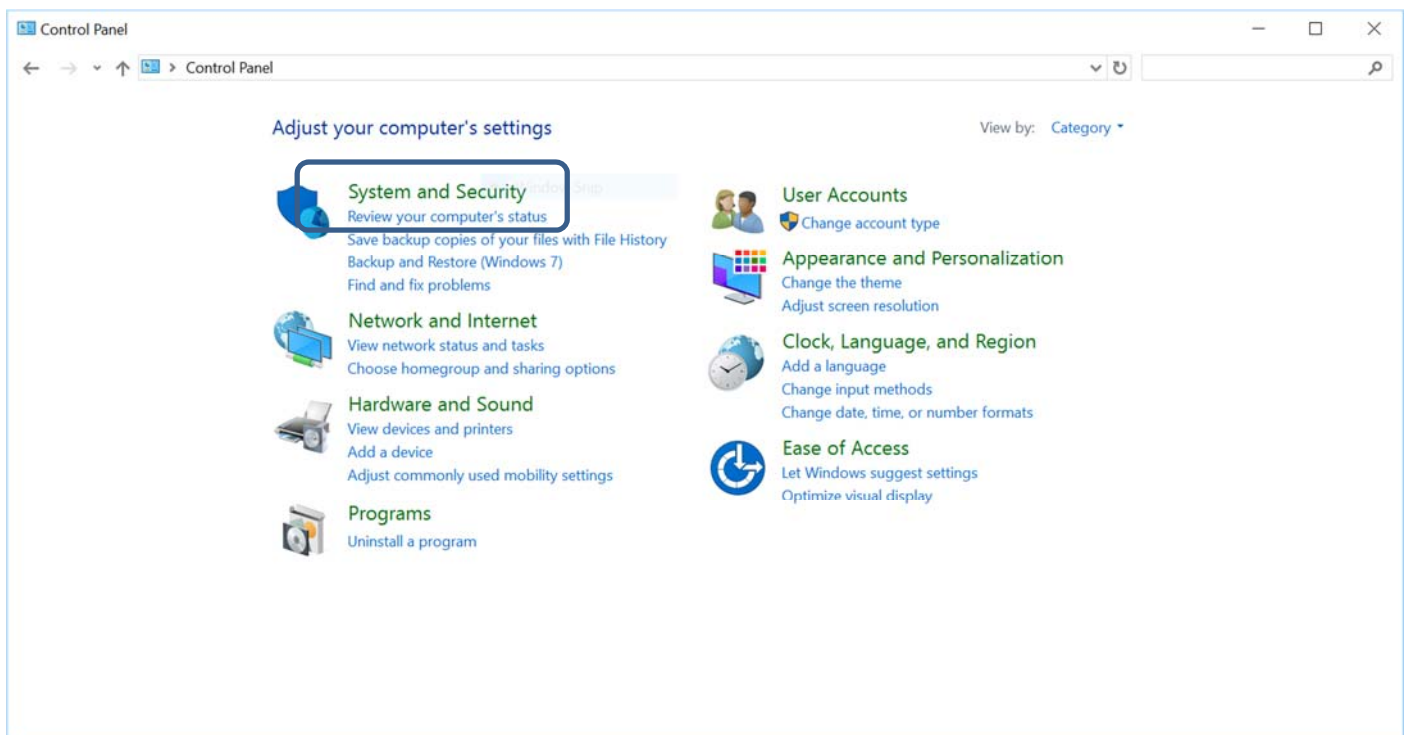 Control Panel
Control Panel
Adjust your computer's settings
View by: Category
System and Security
Review your computer's status
Save backup copies of your files with File History
Backup and Restore (Windows 7)
Find and fix problems
Network and Internet
View network status and tasks
Choose homegroup and sharing options
Hardware and Sound
View devices and printers
Add a device
Adjust commonly used mobility settings
Programs
Uninstall a program
User Accounts
Change account type
Appearance and Personalization
Change the theme
Adjust screen resolution
Clock, Language, and Region
Add a language
Change input methods
Change date, time, or number formats
Ease of Access
Let Windows suggest settings
Optimize visual display